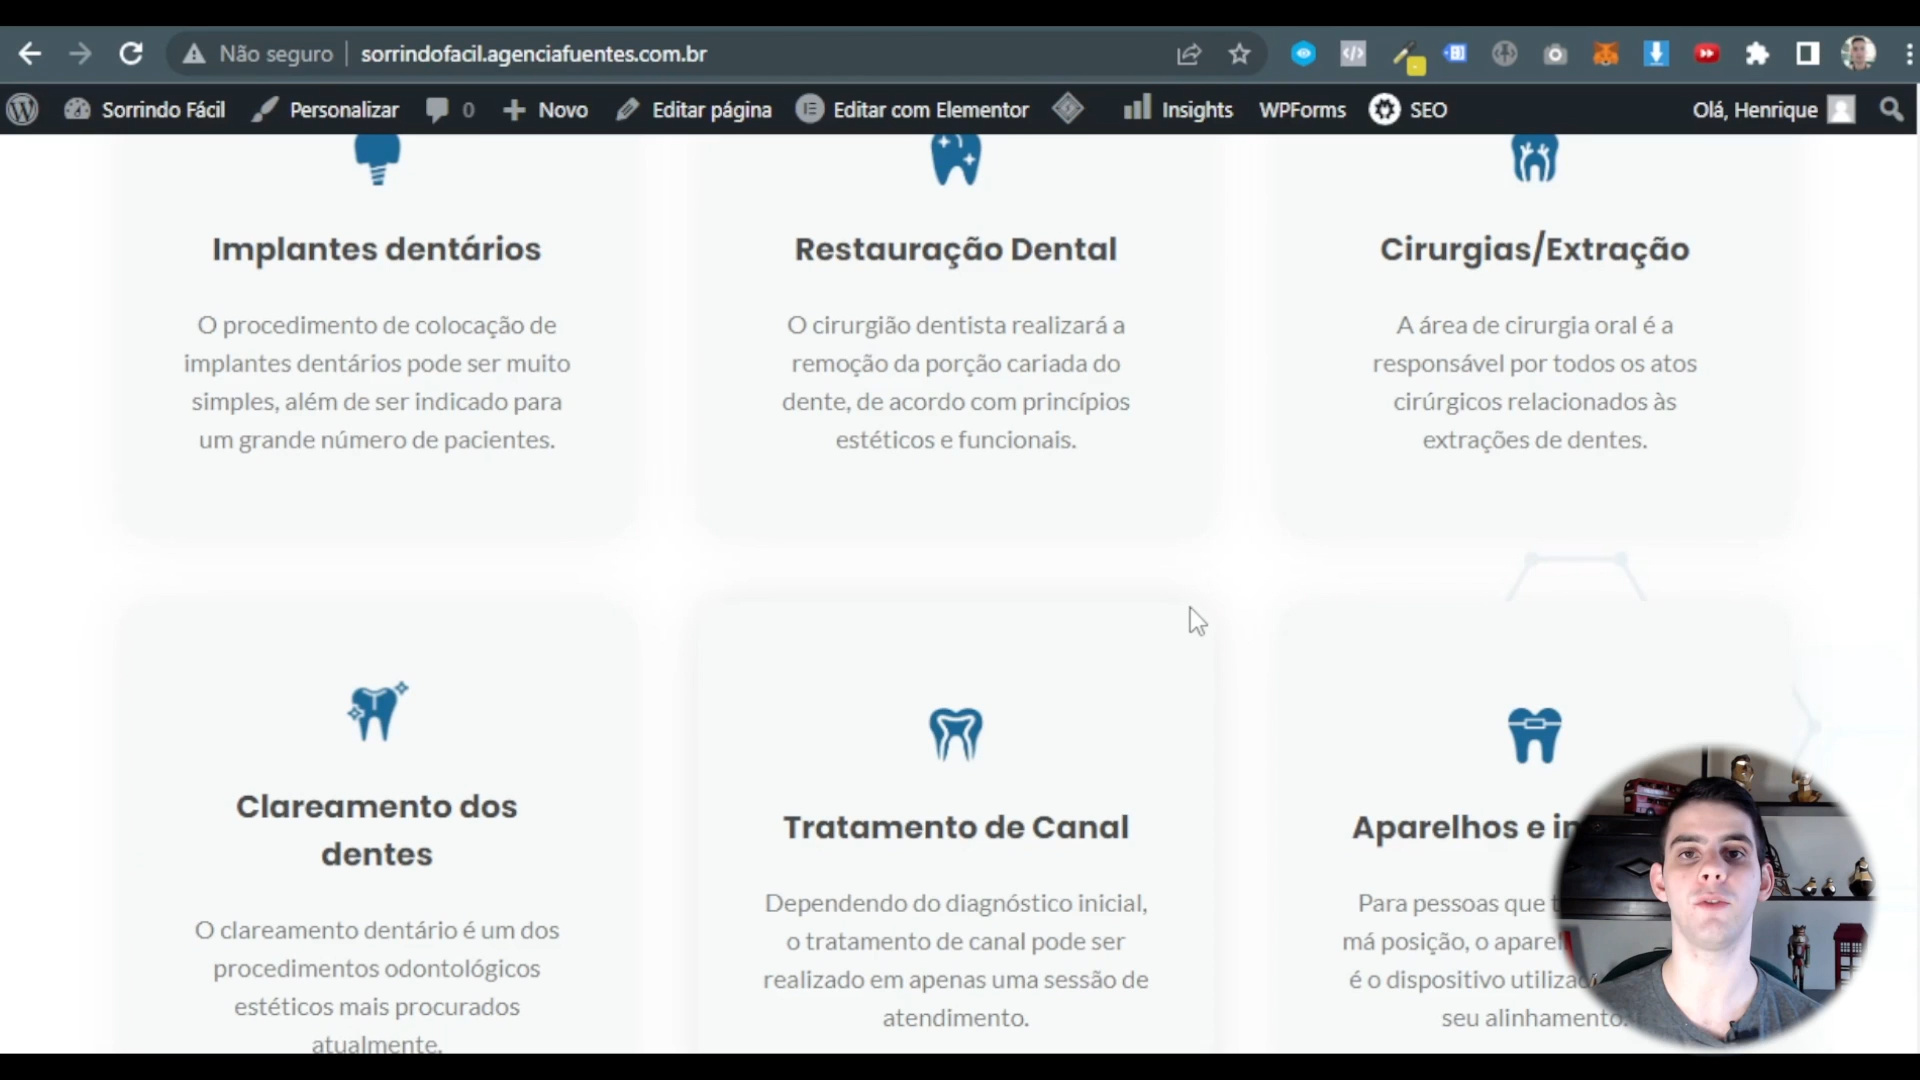 Não seguro
sorrindofacil.agenciafuentes.com.br
Sorrindo Fácil
Personalizar
0
Novo
Editar página
Editar com Elementor
Insights
WPForms
SEO
Olá, Henrique
Implantes dentários
O procedimento de colocação de
implantes dentários pode ser muito
simples, além de ser indicado para
um grande número de pacientes.
Restauração Dental
O cirurgião dentista realizará a
remoção da porção cariada do
dente, de acordo com princípios
estéticos e funcionais.
Cirurgias/Extração
A área de cirurgia oral é a
responsável por todos os atos
cirúrgicos relacionados às
extrações de dentes.
Clareamento dos
dentes
O clareamento dentário é um dos
procedimentos odontológicos
estéticos mais procurados
atualmente.
Tratamento de Canal
Dependendo do diagnóstico inicial,
o tratamento de canal pode ser
realizado em apenas uma sessão de
atendimento.
Aparelhos e
Para pessoas que
má posição, o
é o dispositivo
seu alinhamento.